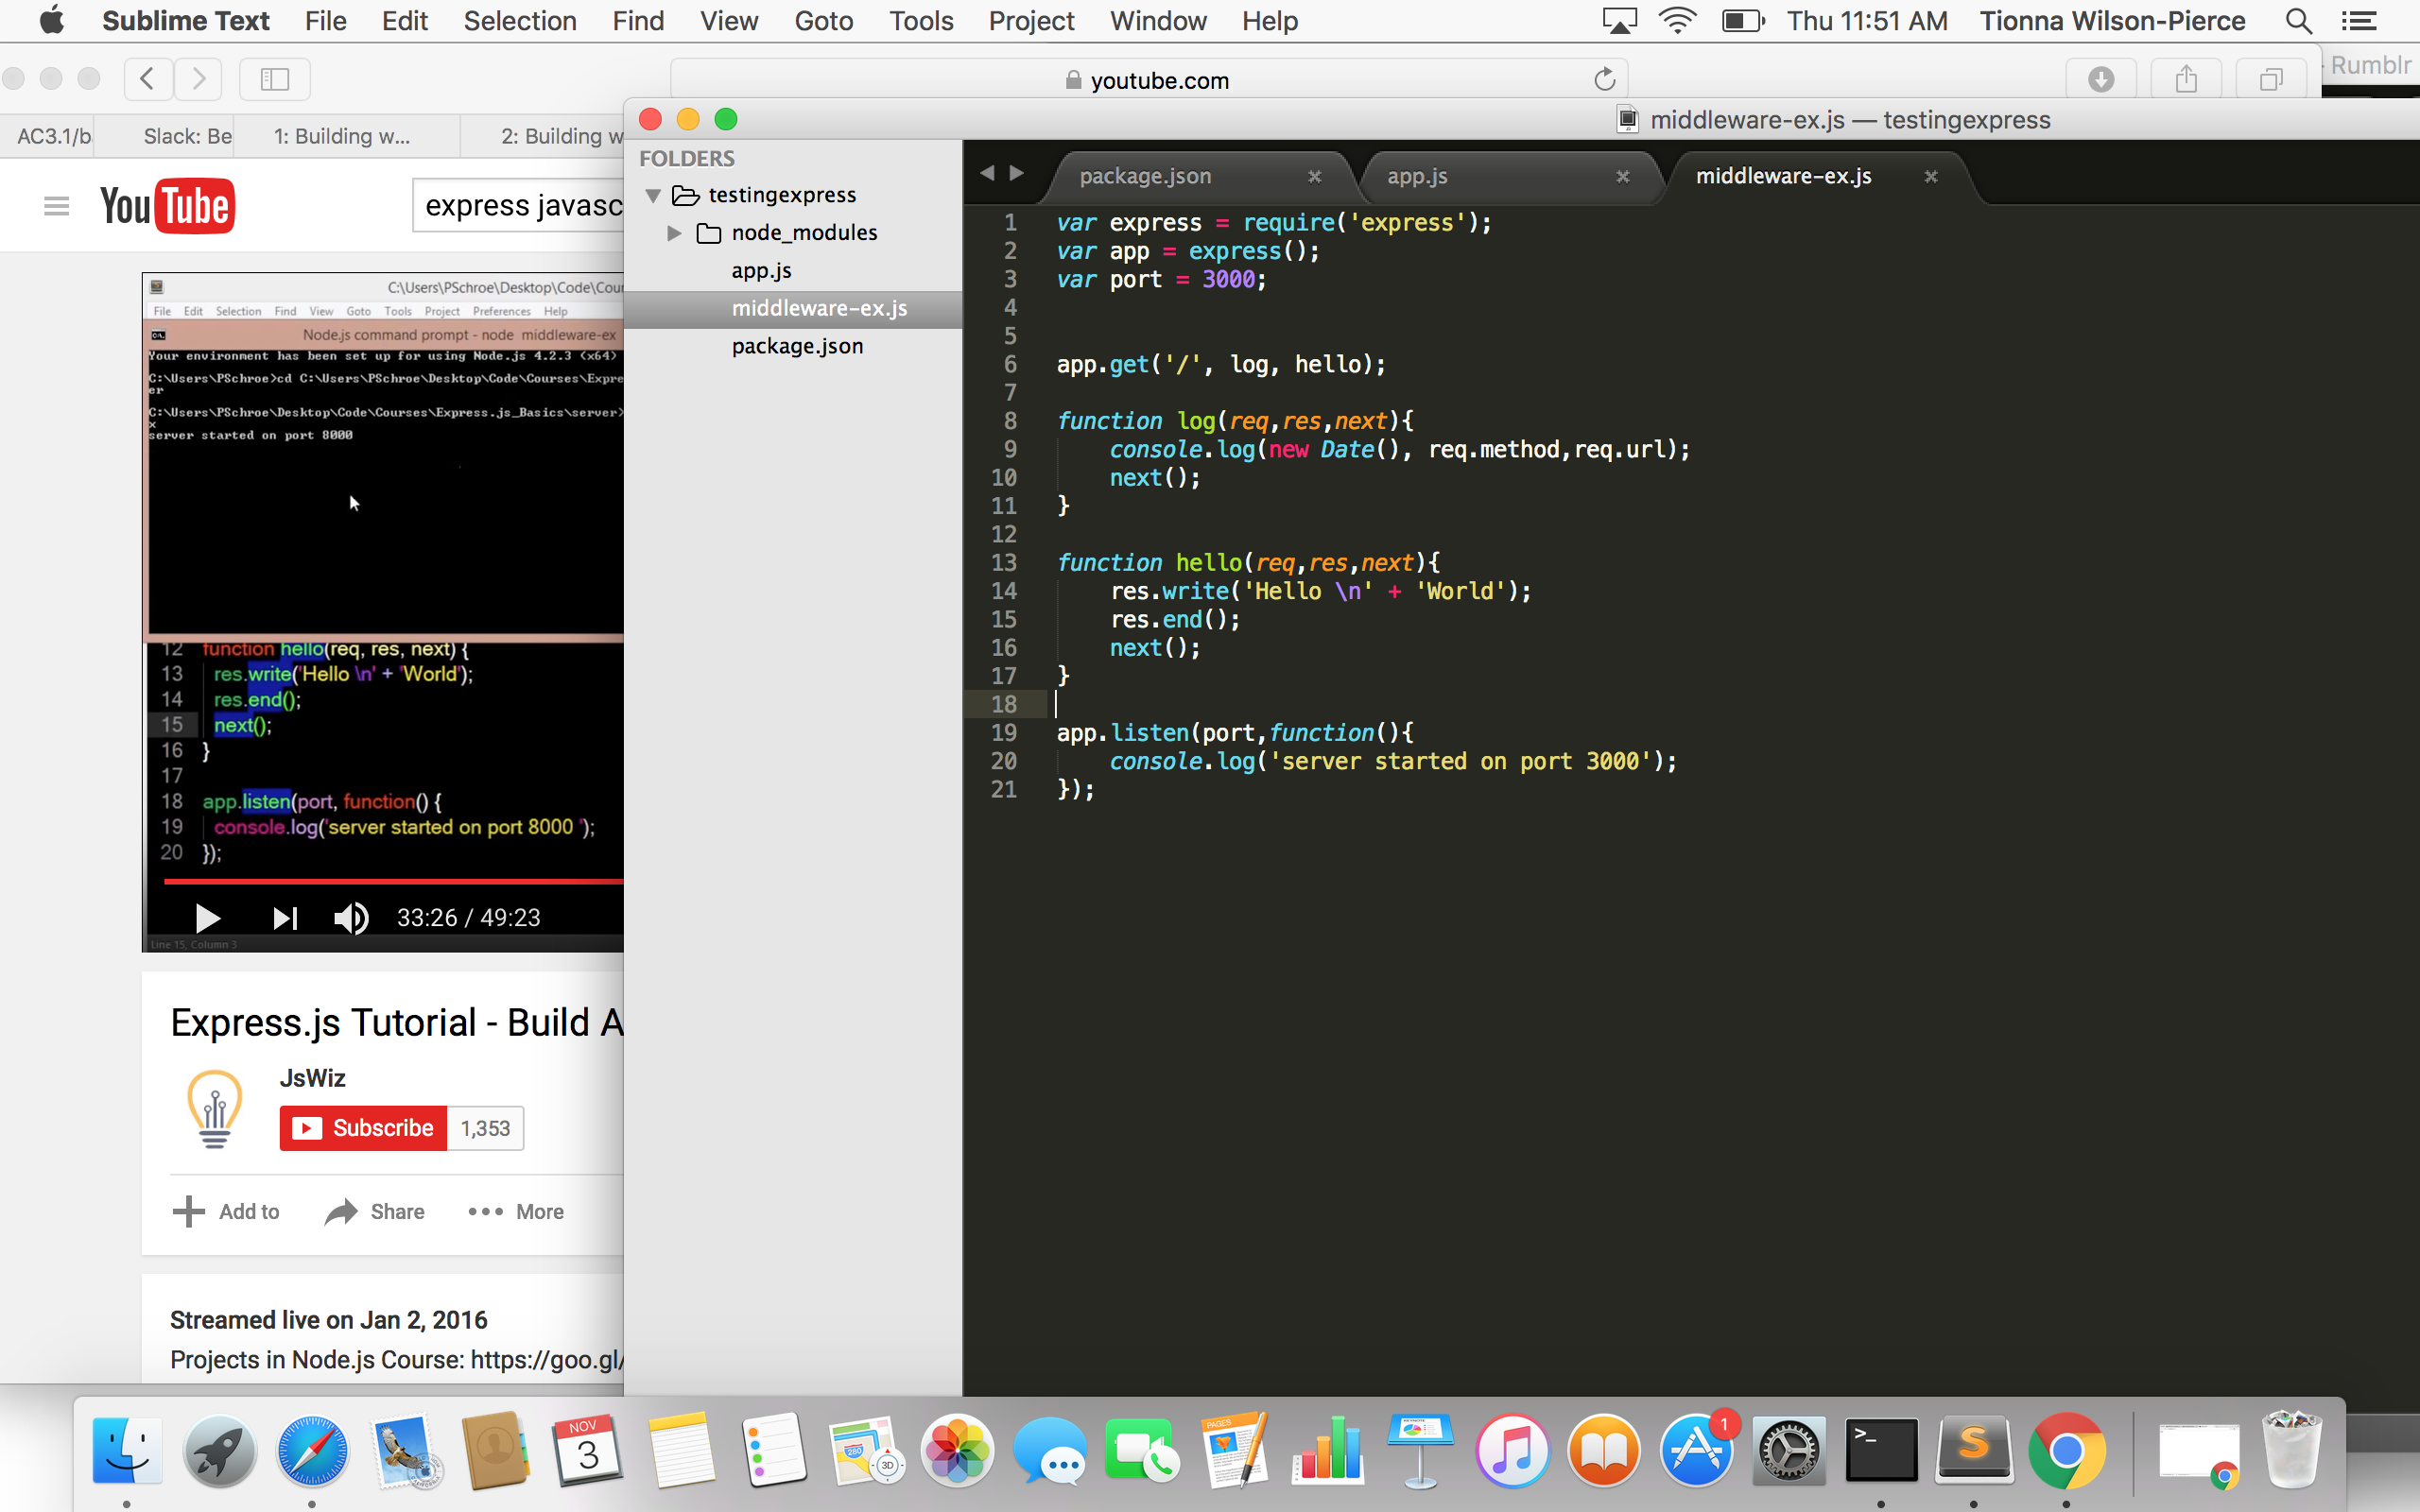 Sublime Text File Edit Selection Find View Goto Tools Project Window Help Thu 11:51 AM Tionna Wilson-Pierce
youtube.com
Rumblr
AC3.1/b Slack: Be 1: Building w... 2: Building w
middleware-ex.js — testingexpress
YouTube
express javasc
FOLDERS
testingexpress
node_modules
app.js
middleware-ex.js
package.json
package.json app.js middleware-ex.js
1 var express = require('express');
2 var app = express();
3 var port = 3000;
4
5
6 app.get('/', log, hello);
7
8 function log(req,res,next){
9 console.log(new Date(), req.method,req.url);
10 next();
11 }
12
13 function hello(req,res,next){
14 res.write('Hello \n' + 'World');
15 res.end();
16 next();
17 }
18
19 app.listen(port,function(){
20 console.log('server started on port 3000');
21 });
C:\Users\PSchroe\Desktop\Code\Cour
File Edit Selection Find View Goto Tools Project Preferences Help
Node.js command prompt - node middleware-ex
Your environment has been set up for using Node.js 4.2.3 (x64)
C:\Users\PSchroe>cd C:\Users\PSchroe\Desktop\Code\Courses\Expre
er
C:\Users\PSchroe\Desktop\Code\Courses\Express.js_Basics\server>
x
server started on port 8000
12 function hello(req, res, next) {
13 res.write('Hello \n' + 'World');
14 res.end();
15 next();
16 }
17
18 app.listen(port, function() {
19 console.log('server started on port 8000 ');
20 });
33:26 / 49:23
Line 15, Column 3
Express.js Tutorial - Build A
JsWiz
Subscribe 1,353
Add to Share More
Streamed live on Jan 2, 2016
Projects in Node.js Course: https://goo.gl/
NOV
3
280
3D
PAGES
KEYNOTE
1
>_
S